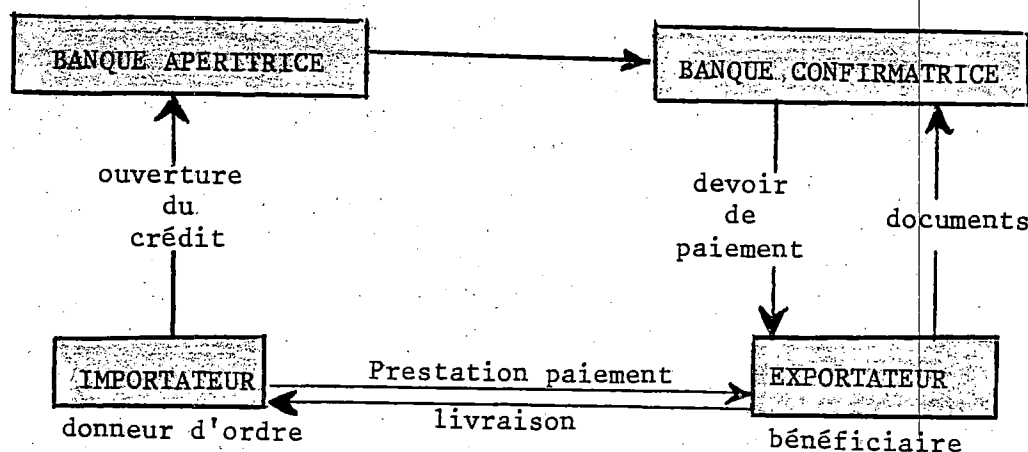 BANQUE APERITRICE
BANQUE CONFIRMATRICE
ouverture
du
crédit
devoir
de
paiement
documents
IMPORTATEUR
Prestation paiement
EXPORTATEUR
livraison
donneur d'ordre
bénéficiaire